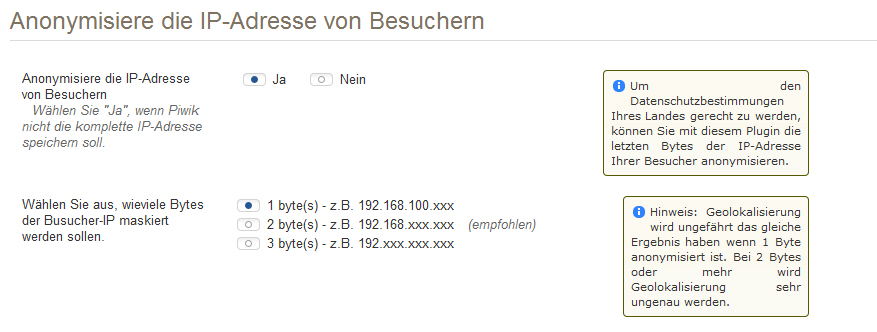 Anonymisiere die IP-Adresse von Besuchern
Anonymisiere die IP-Adresse
von Besuchern
Wählen Sie "Ja", wenn Piwik
nicht die komplette IP-Adresse
speichern soll.
Ja Nein
Um den
Datenschutzbestimmungen
Ihres Landes gerecht zu werden,
können Sie mit diesem Plugin die
letzten Bytes der IP-Adresse
Ihrer Besucher anonymisieren.
Wählen Sie aus, wieviele Bytes
der Busucher-IP maskiert
werden sollen.
1 byte(s) - z.B. 192.168.100.xxx
2 byte(s) - z.B. 192.168.xxx.xxx (empfohlen)
3 byte(s) - z.B. 192.xxx.xxx.xxx
Hinweis: Geolokalisierung
wird ungefährt das gleiche
Ergebnis haben wenn 1 Byte
anonymisiert ist. Bei 2 Bytes
oder mehr wird
Geolokalisierung sehr
ungenau werden.